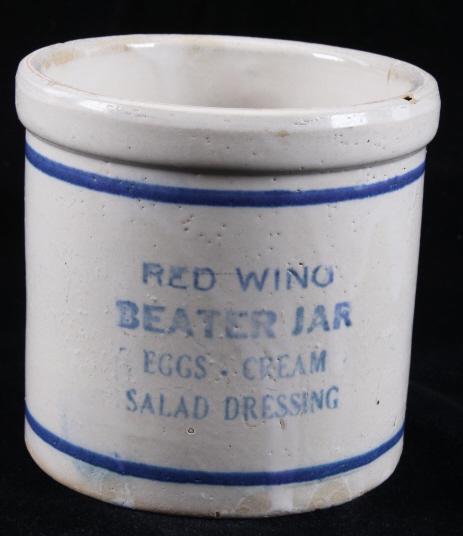 RED WING
BEATER JAR
EGGS . CREAM
SALAD DRESSING